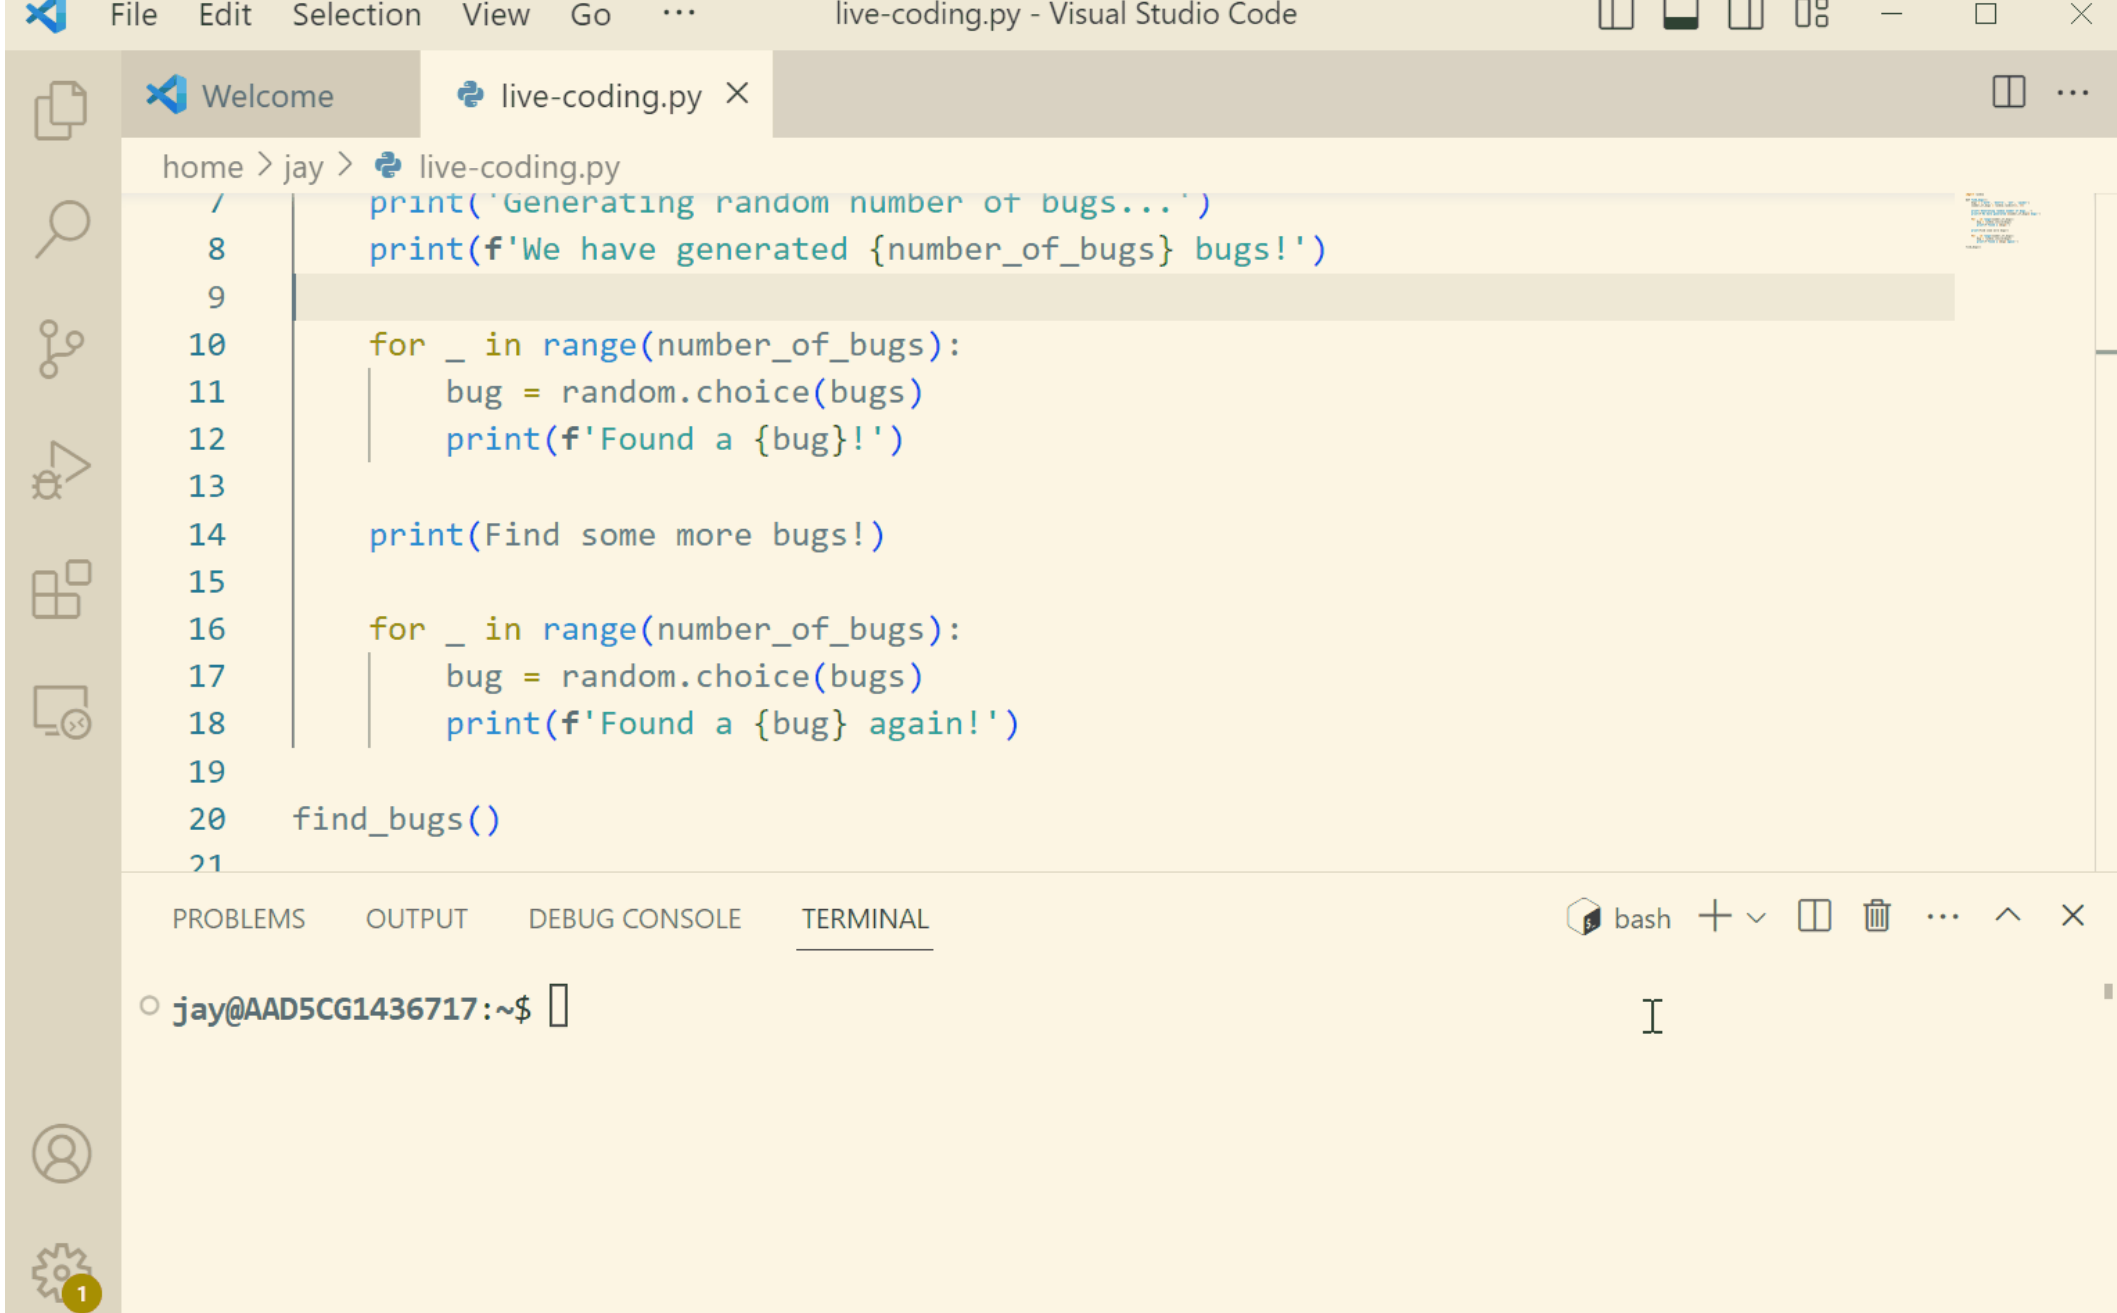 File Edit Selection View Go ··· live-coding.py - Visual Studio Code
Welcome live-coding.py
home > jay > live-coding.py
7 print('Generating random number of bugs...')
8 print(f'We have generated {number_of_bugs} bugs!')
9
10 for _ in range(number_of_bugs):
11 bug = random.choice(bugs)
12 print(f'Found a {bug}!')
13
14 print(Find some more bugs!)
15
16 for _ in range(number_of_bugs):
17 bug = random.choice(bugs)
18 print(f'Found a {bug} again!')
19
20 find_bugs()
21
PROBLEMS OUTPUT DEBUG CONSOLE TERMINAL bash
jay@AAD5CG1436717:~$
1